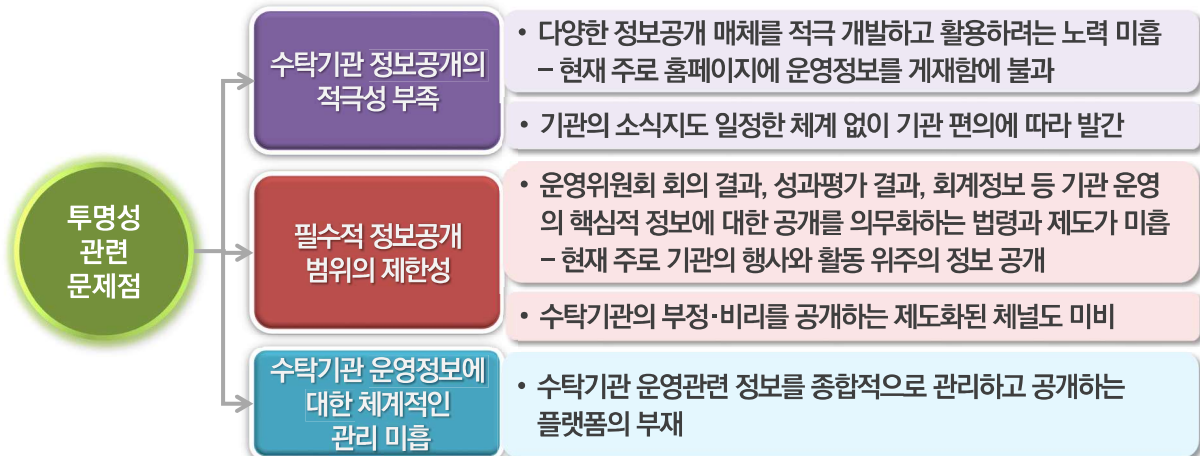 투명성
관련
문제점
수탁기관 정보공개의
적극성 부족
• 다양한 정보공개 매체를 적극 개발하고 활용하려는 노력 미흡
– 현재 주로 홈페이지에 운영정보를 게재함에 불과
• 기관의 소식지도 일정한 체계 없이 기관 편의에 따라 발간
필수적 정보공개
범위의 제한성
• 운영위원회 회의 결과, 성과평가 결과, 회계정보 등 기관 운영
의 핵심적 정보에 대한 공개를 의무화하는 법령과 제도가 미흡
– 현재 주로 기관의 행사와 활동 위주의 정보 공개
• 수탁기관의 부정·비리를 공개하는 제도화된 체널도 미비
수탁기관 운영정보에
대한 체계적인
관리 미흡
• 수탁기관 운영관련 정보를 종합적으로 관리하고 공개하는
플랫폼의 부재